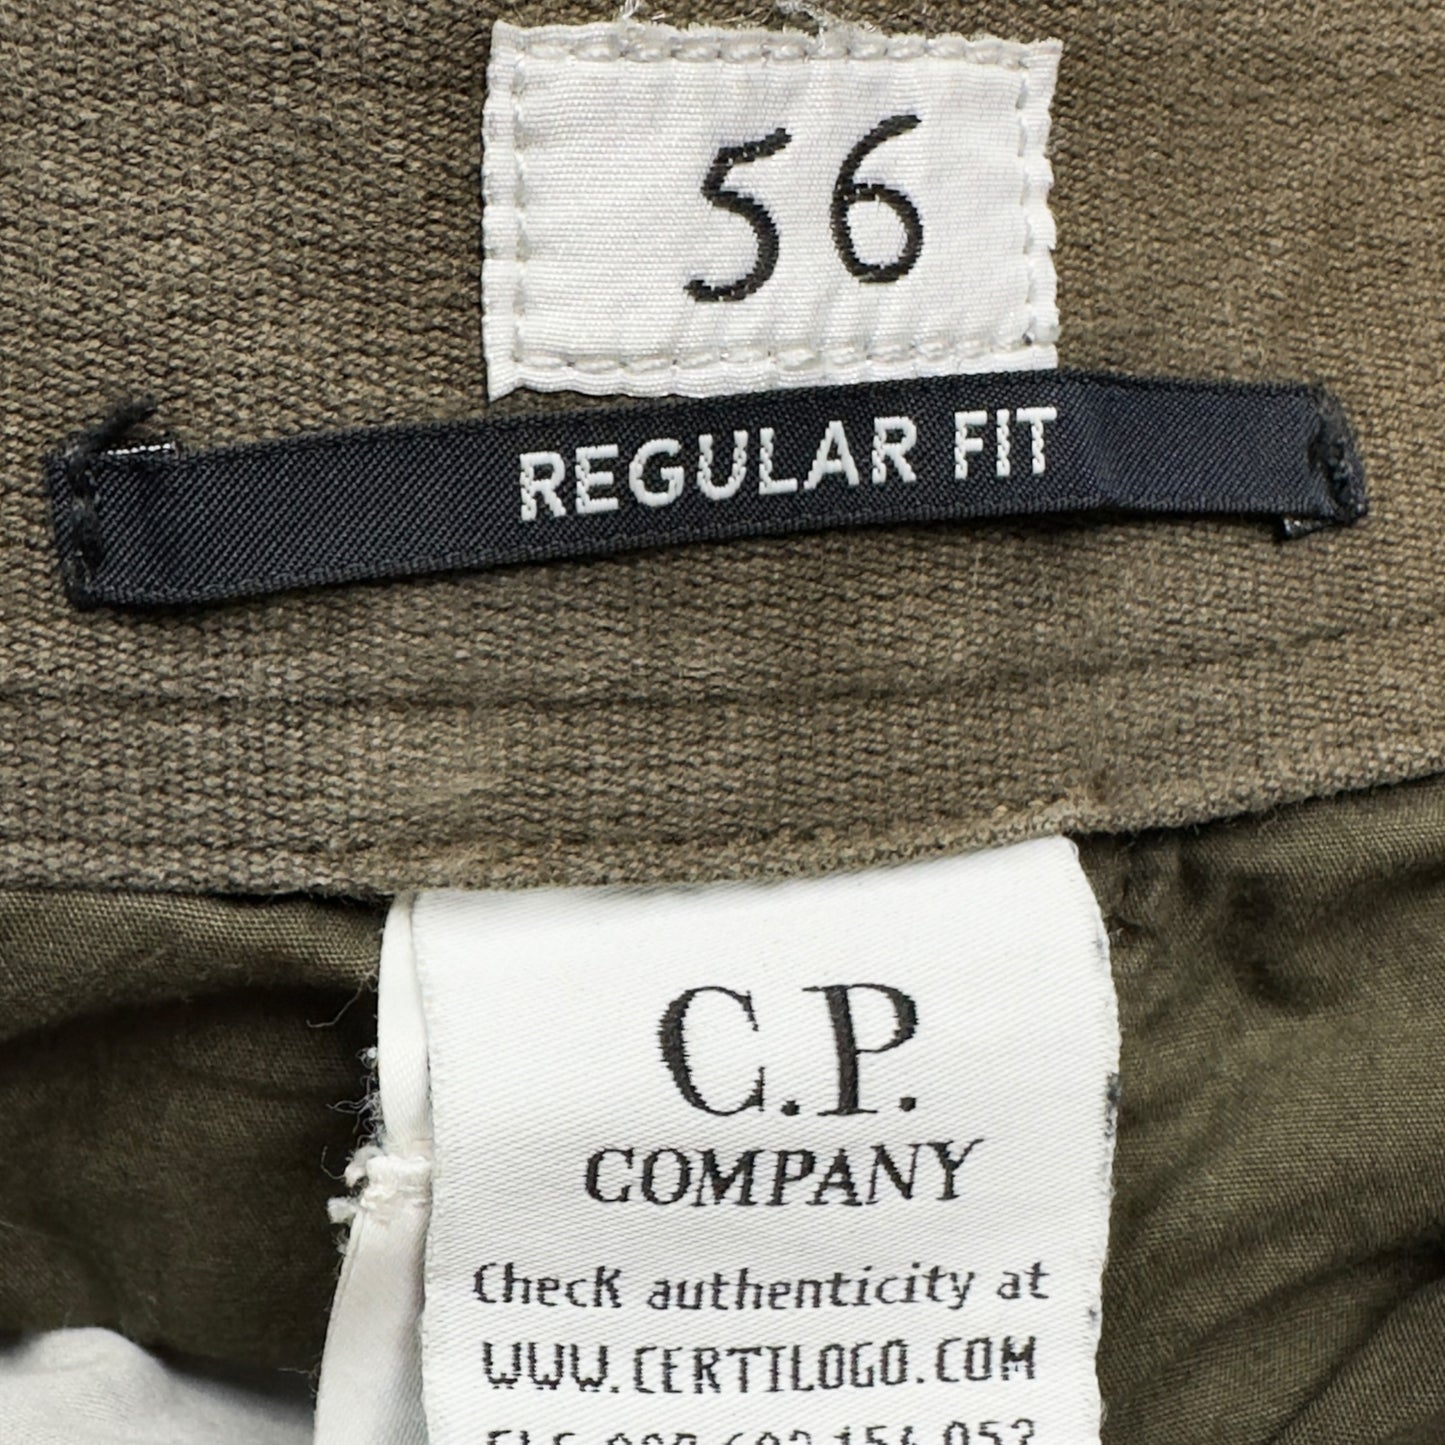 56
REGULAR FIT
C.P.
COMPANY
Check authenticity at
WWW.CERTILOGO.COM